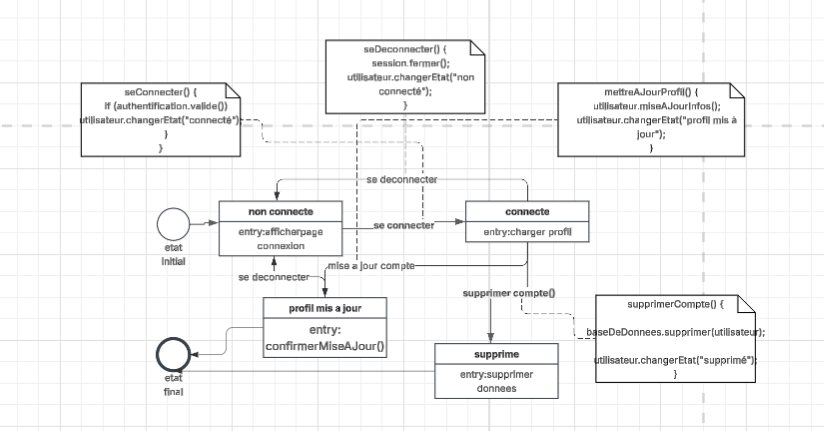 seDeconnecter() {
session.fermer();
utilisateur.changerEtat("non
connecté");
}
seConnecter() {
if (authentification.valide())
utilisateur.changerEtat("connecté");
}
}
mettreAJourProfil() {
utilisateur.miseAJourInfos();
utilisateur.changerEtat("profil mis à
jour");
}
se deconnecter
non connecte
entry:afficherpage
connexion
se connecter
connecte
entry:charger profil
etat
initial
se deconnecter
mise a jour compte
profil mis a jour
entry:
confirmerMiseAJour()
supprimer compte()
supprimerCompte() {
baseDeDonnees.supprimer(utilisateur);
utilisateur.changerEtat("supprimé");
}
supprime
entry:supprimer
donnees
etat
final